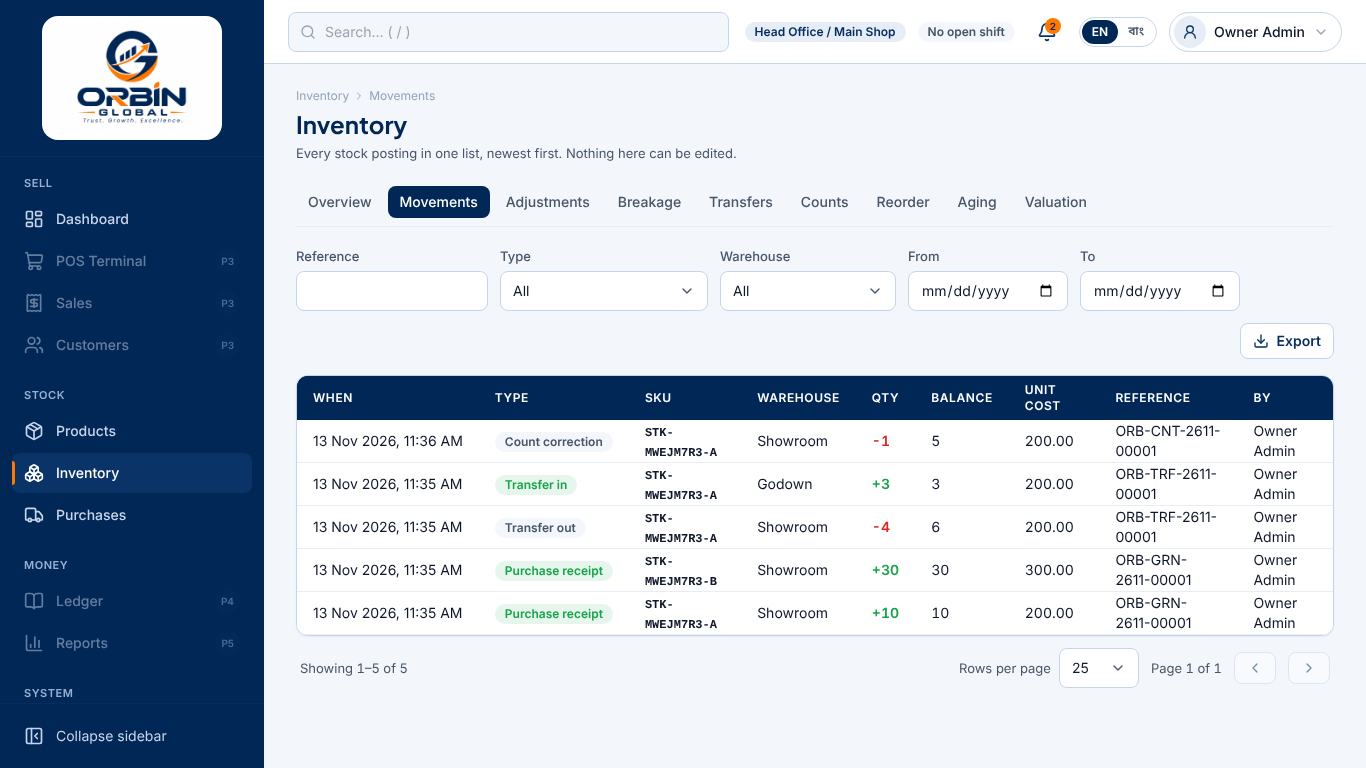 ORBIN
GLOBAL
Trust. Growth. Excellence.
Search... ( / )
Head Office / Main Shop
No open shift
2
EN
বাং
Owner Admin
SELL
Dashboard
POS Terminal P3
Sales P3
Customers P3
STOCK
Products
Inventory
Purchases
MONEY
Ledger P4
Reports P5
SYSTEM
Collapse sidebar
Inventory > Movements
Inventory
Every stock posting in one list, newest first. Nothing here can be edited.
Overview Movements Adjustments Breakage Transfers Counts Reorder Aging Valuation
Reference Type Warehouse From To
All All mm/dd/yyyy mm/dd/yyyy
Export
WHEN TYPE SKU WAREHOUSE QTY BALANCE UNIT COST REFERENCE BY
13 Nov 2026, 11:36 AM Count correction STK-MWEJM7R3-A Showroom -1 5 200.00 ORB-CNT-2611-00001 Owner Admin
13 Nov 2026, 11:35 AM Transfer in STK-MWEJM7R3-A Godown +3 3 200.00 ORB-TRF-2611-00001 Owner Admin
13 Nov 2026, 11:35 AM Transfer out STK-MWEJM7R3-A Showroom -4 6 200.00 ORB-TRF-2611-00001 Owner Admin
13 Nov 2026, 11:35 AM Purchase receipt STK-MWEJM7R3-B Showroom +30 30 300.00 ORB-GRN-2611-00001 Owner Admin
13 Nov 2026, 11:35 AM Purchase receipt STK-MWEJM7R3-A Showroom +10 10 200.00 ORB-GRN-2611-00001 Owner Admin
Showing 1–5 of 5
Rows per page 25 Page 1 of 1